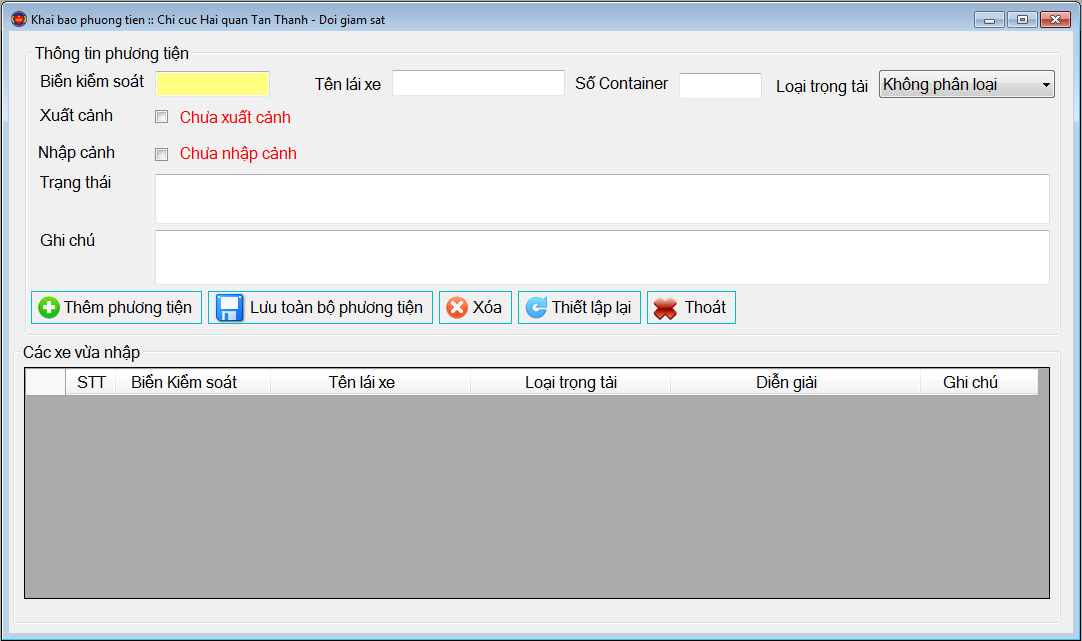 Khai bao phuong tien :: Chi cuc Hai quan Tan Thanh - Doi giam sat
Thông tin phương tiện
Biển kiểm soát
Tên lái xe
Số Container
Loại trọng tải
Không phân loại
Xuất cảnh
Chưa xuất cảnh
Nhập cảnh
Chưa nhập cảnh
Trạng thái
Ghi chú
Thêm phương tiện
Lưu toàn bộ phương tiện
Xóa
Thiết lập lại
Thoát
Các xe vừa nhập
STT
Biển Kiểm soát
Tên lái xe
Loại trọng tải
Diễn giải
Ghi chú